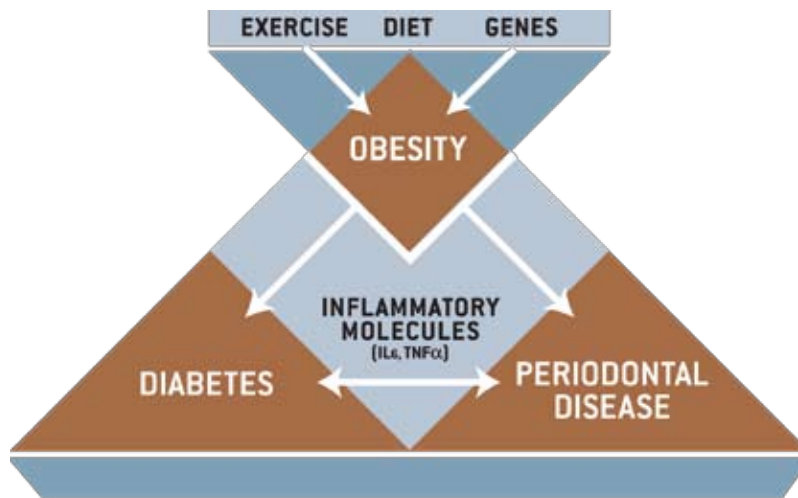 EXERCISE DIET GENES
OBESITY
INFLAMMATORY
MOLECULES
(IL6, TNFα)
DIABETES
PERIODONTAL
DISEASE